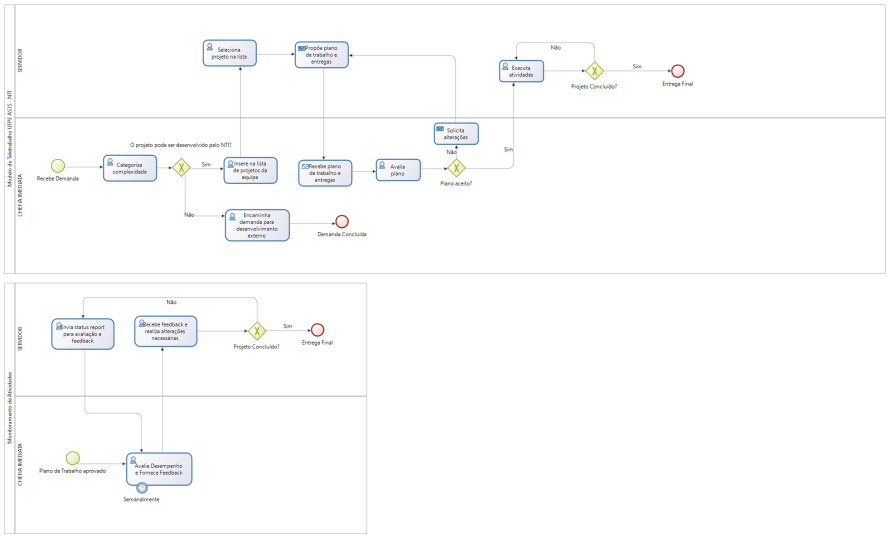 Modelo de Teletrabalho UFPE ASIS - NTI
SERVIDOR
Seleciona
projeto na lista
Propõe plano
de trabalho e
entregas
Executa
atividades
Não
Sim
Projeto Concluído?
Entrega Final
CHEFIA IMEDIATA
Recebe Demanda
Categoriza
complexidade
O projeto pode ser desenvolvido pelo NTI?
Sim
Não
Insere na lista
de projetos da
equipe
Encaminha
demanda para
desenvolvimento
externo
Demanda Concluída
Recebe plano
de trabalho e
entregas
Avalia
plano
Solicita
alterações
Não
Sim
Plano aceito?
Monitoramento de Atividades
SERVIDOR
Não
Envia status report
para avaliação e
feedback
Recebe feedback e
realiza alterações
necessárias
Sim
Projeto Concluído?
Entrega Final
CHEFIA IMEDIATA
Plano de Trabalho aprovado
Avalia Desempenho
e Fornece Feedback
Semanalmente